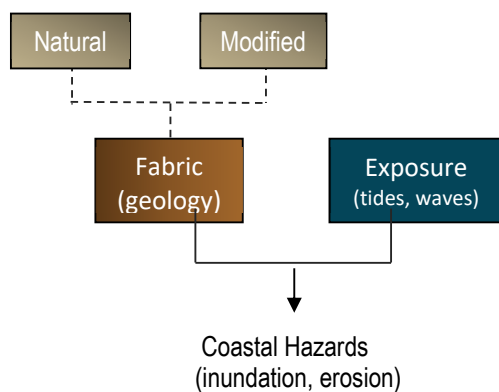 Natural
Modified
Fabric
(geology)
Exposure
(tides, waves)
Coastal Hazards
(inundation, erosion)